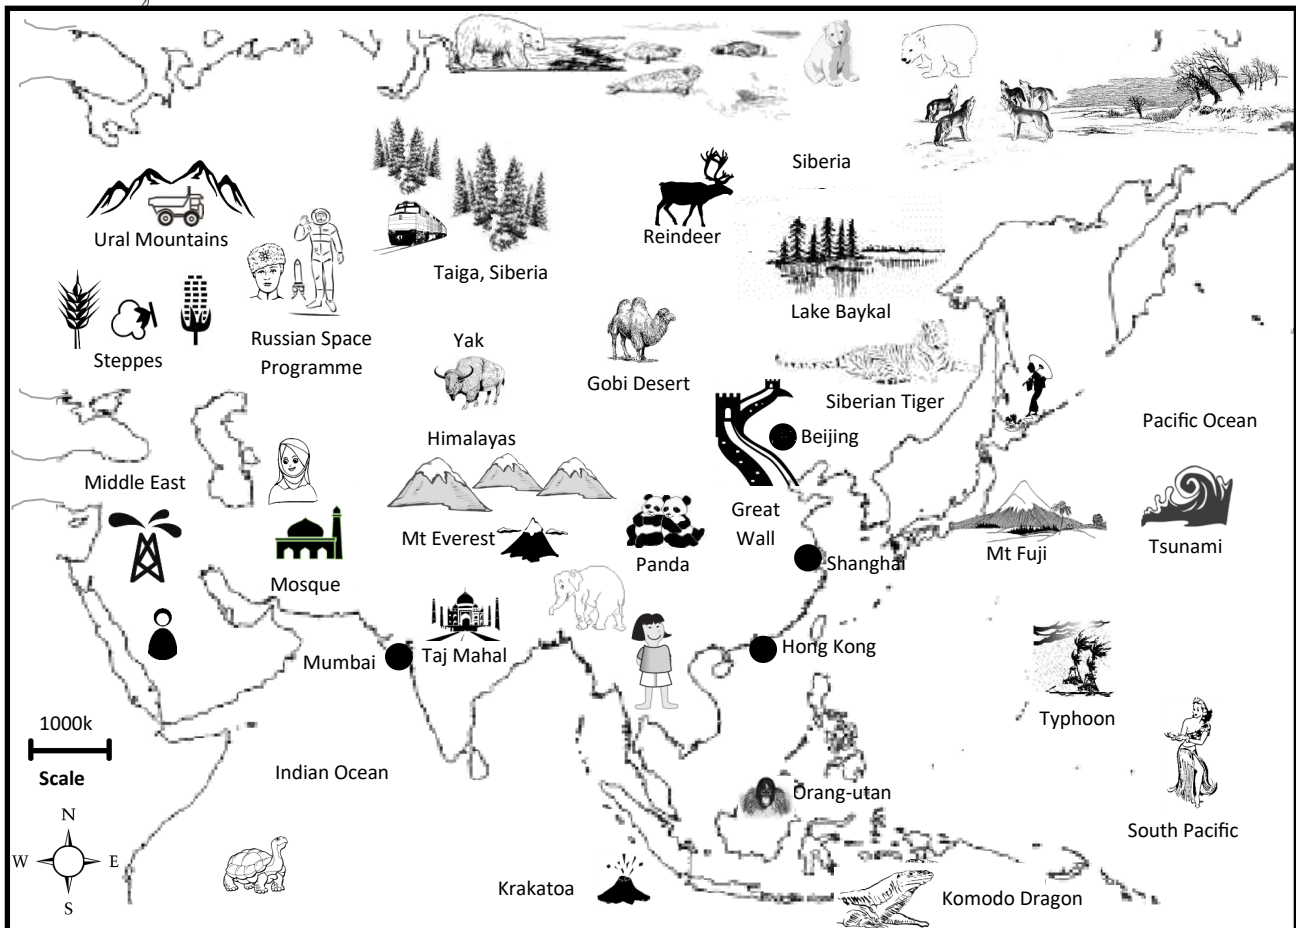 Siberia
Ural Mountains
Reindeer
Taiga, Siberia
Lake Baykal
Russian Space
Programme
Steppes
Yak
Gobi Desert
Siberian Tiger
Beijing
Pacific Ocean
Himalayas
Middle East
Great
Wall
Mt Everest
Panda
Mt Fuji
Tsunami
Shanghai
Mosque
Mumbai
Taj Mahal
Hong Kong
Typhoon
1000k
Scale
Indian Ocean
Orang-utan
South Pacific
N
W
E
S
Krakatoa
Komodo Dragon